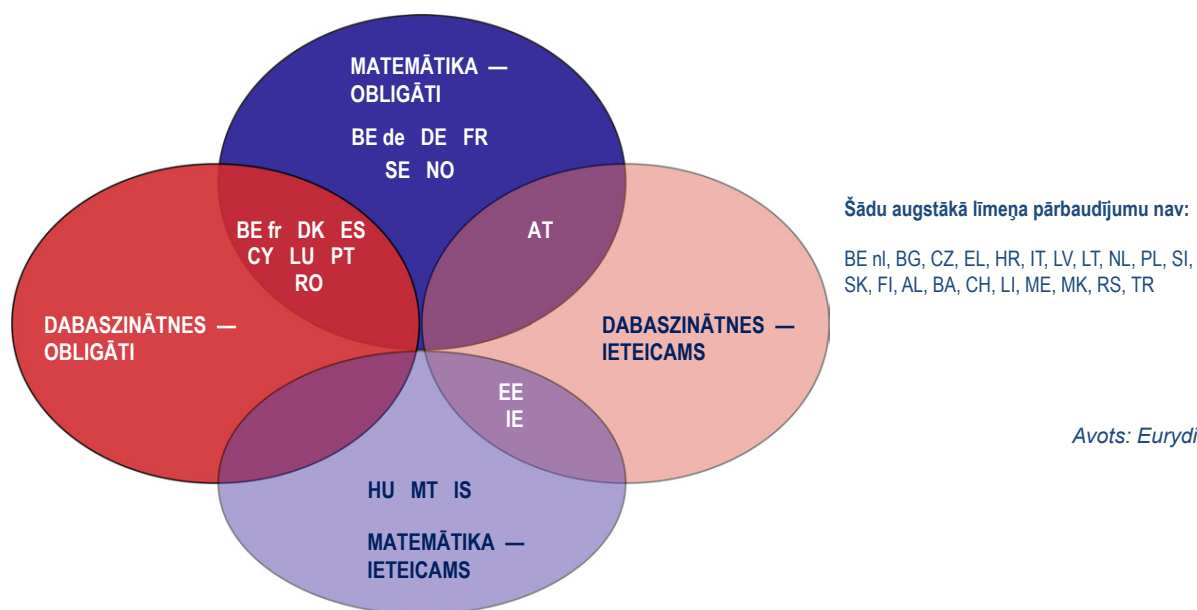 MATEMĀTIKA —
OBLIGĀTI
BE de DE FR
SE NO
BE fr DK ES
CY LU PT
RO
AT
DABASZINĀTNES —
OBLIGĀTI
DABASZINĀTNES —
IETEICAMS
EE
IE
HU MT IS
MATEMĀTIKA —
IETEICAMS
Šādu augstākā līmeņa pārbaudījumu nav:
BE nl, BG, CZ, EL, HR, IT, LV, LT, NL, PL, SI,
SK, FI, AL, BA, CH, LI, ME, MK, RS, TR
Avots: Eurydi